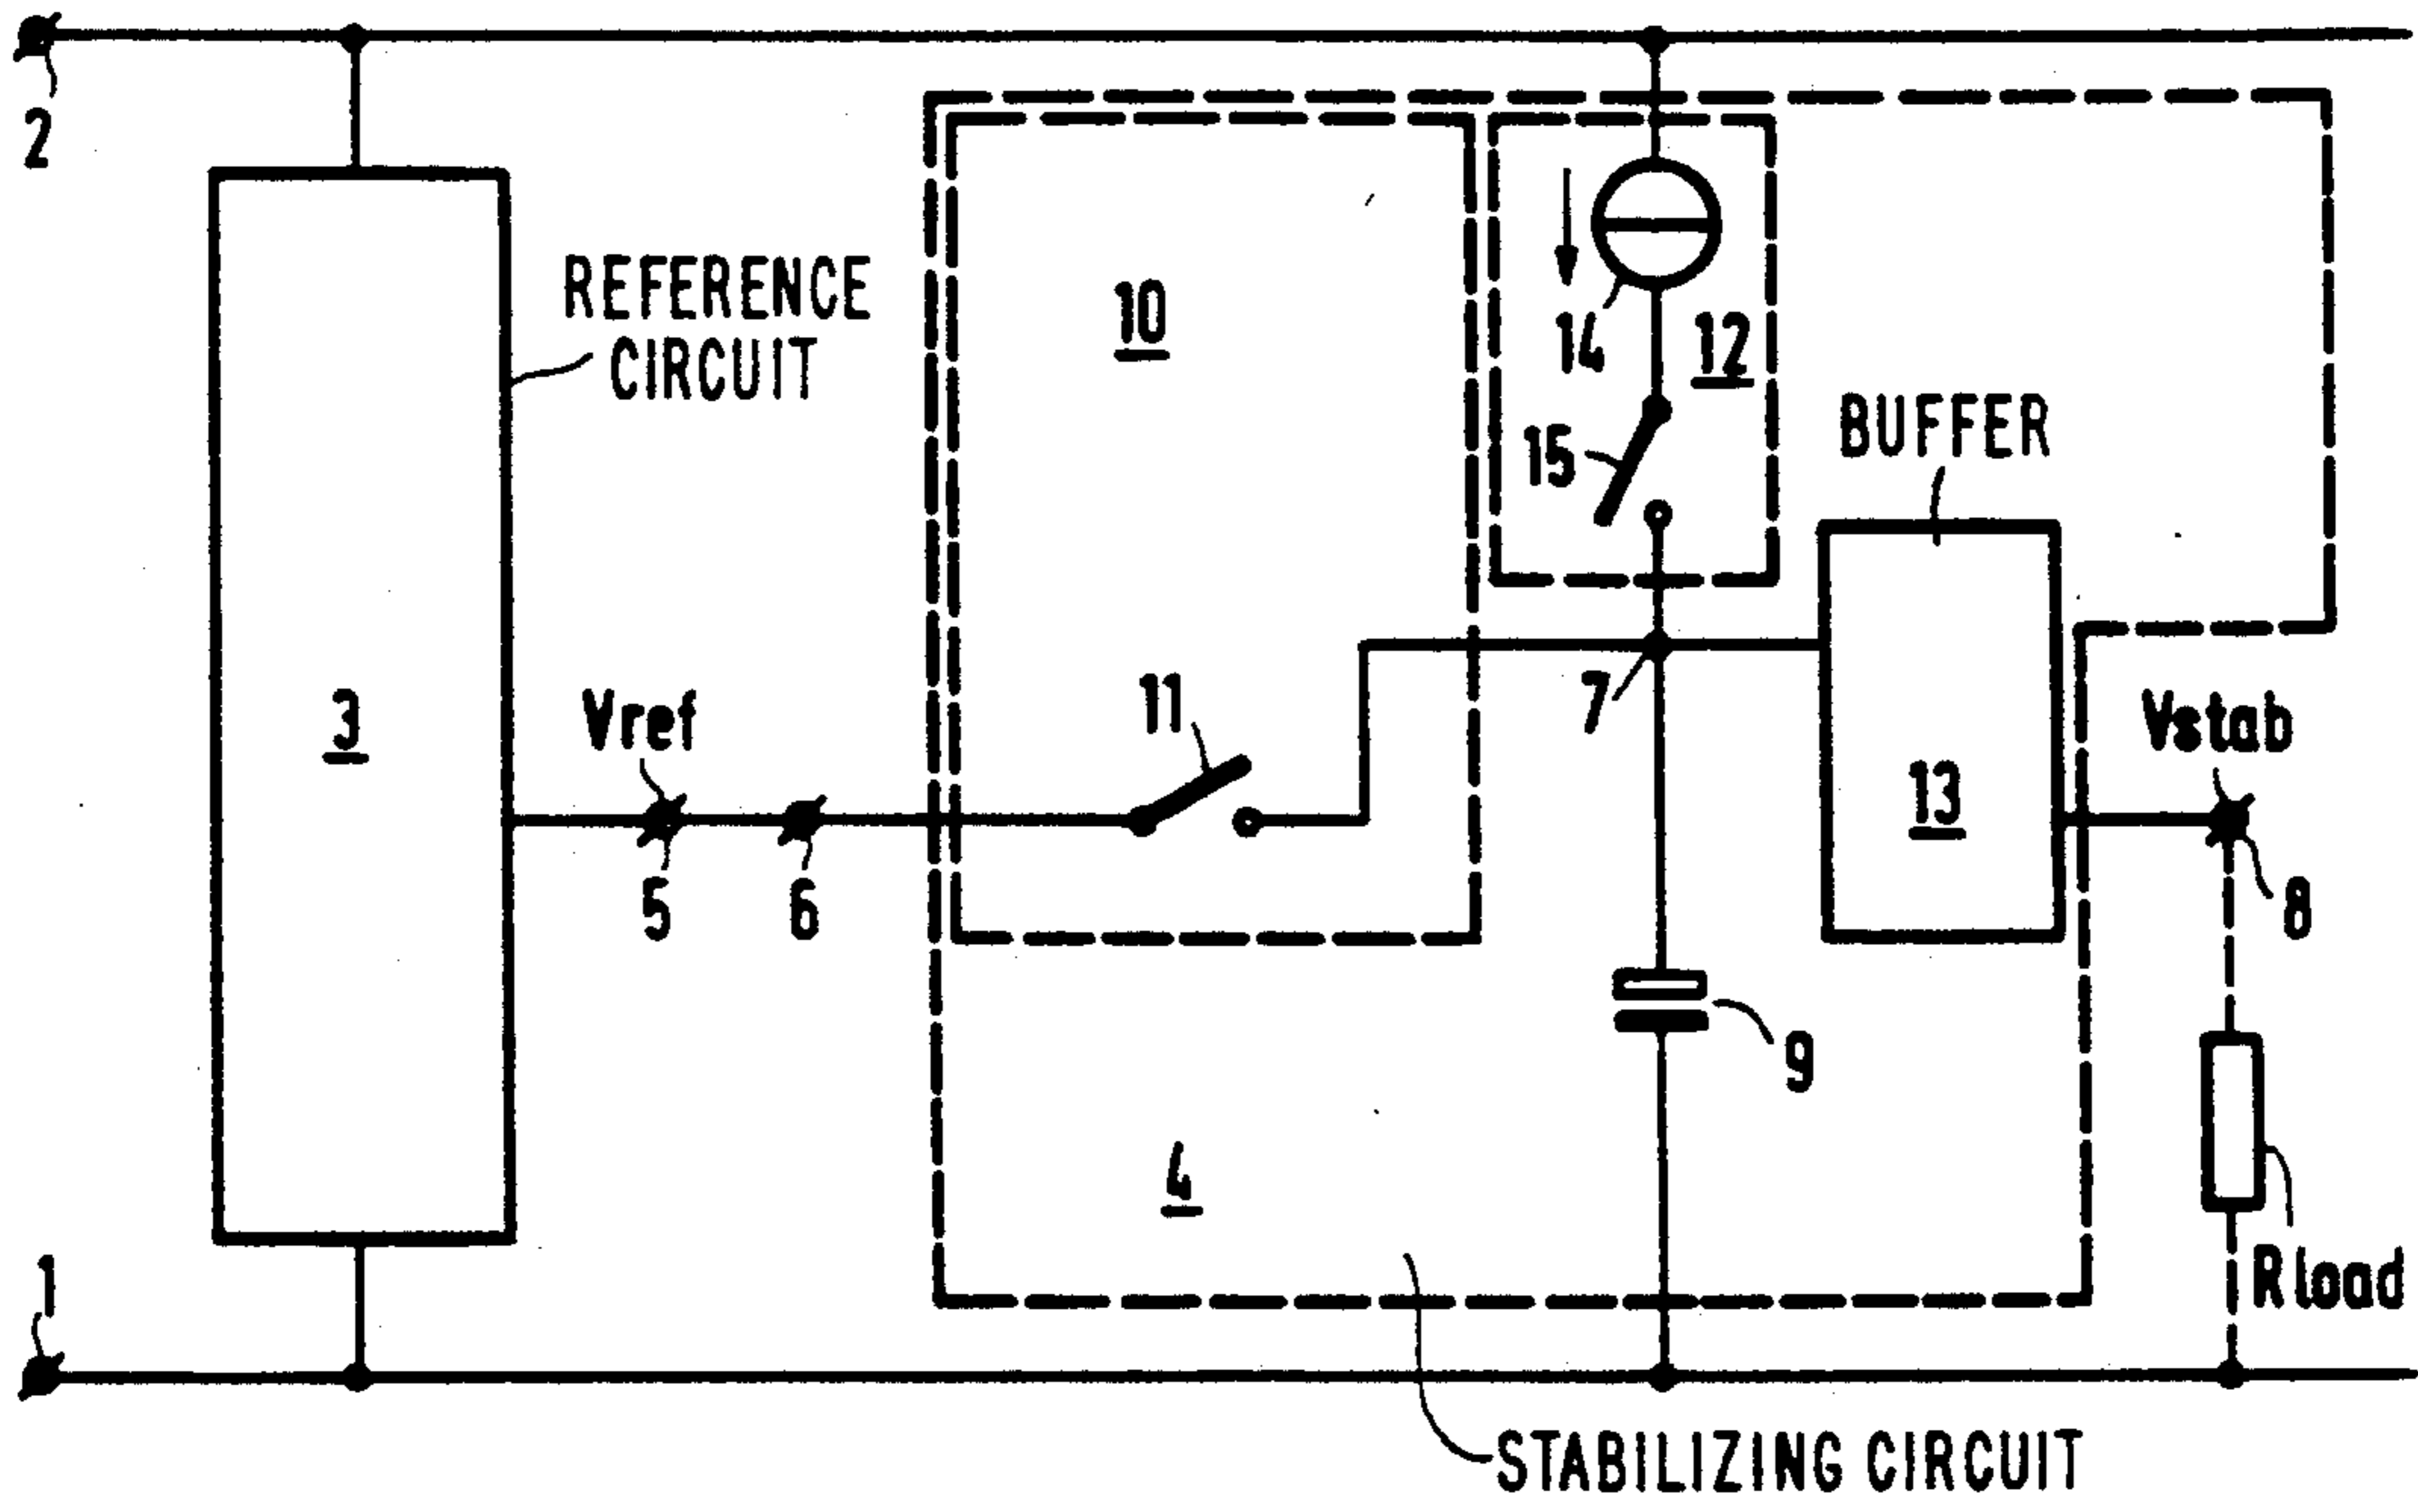 2
REFERENCE
CIRCUIT
10
14
12
15
BUFFER
3
Vref
11
7
Vstab
13
5
6
8
9
4
1
Rload
STABILIZING CIRCUIT